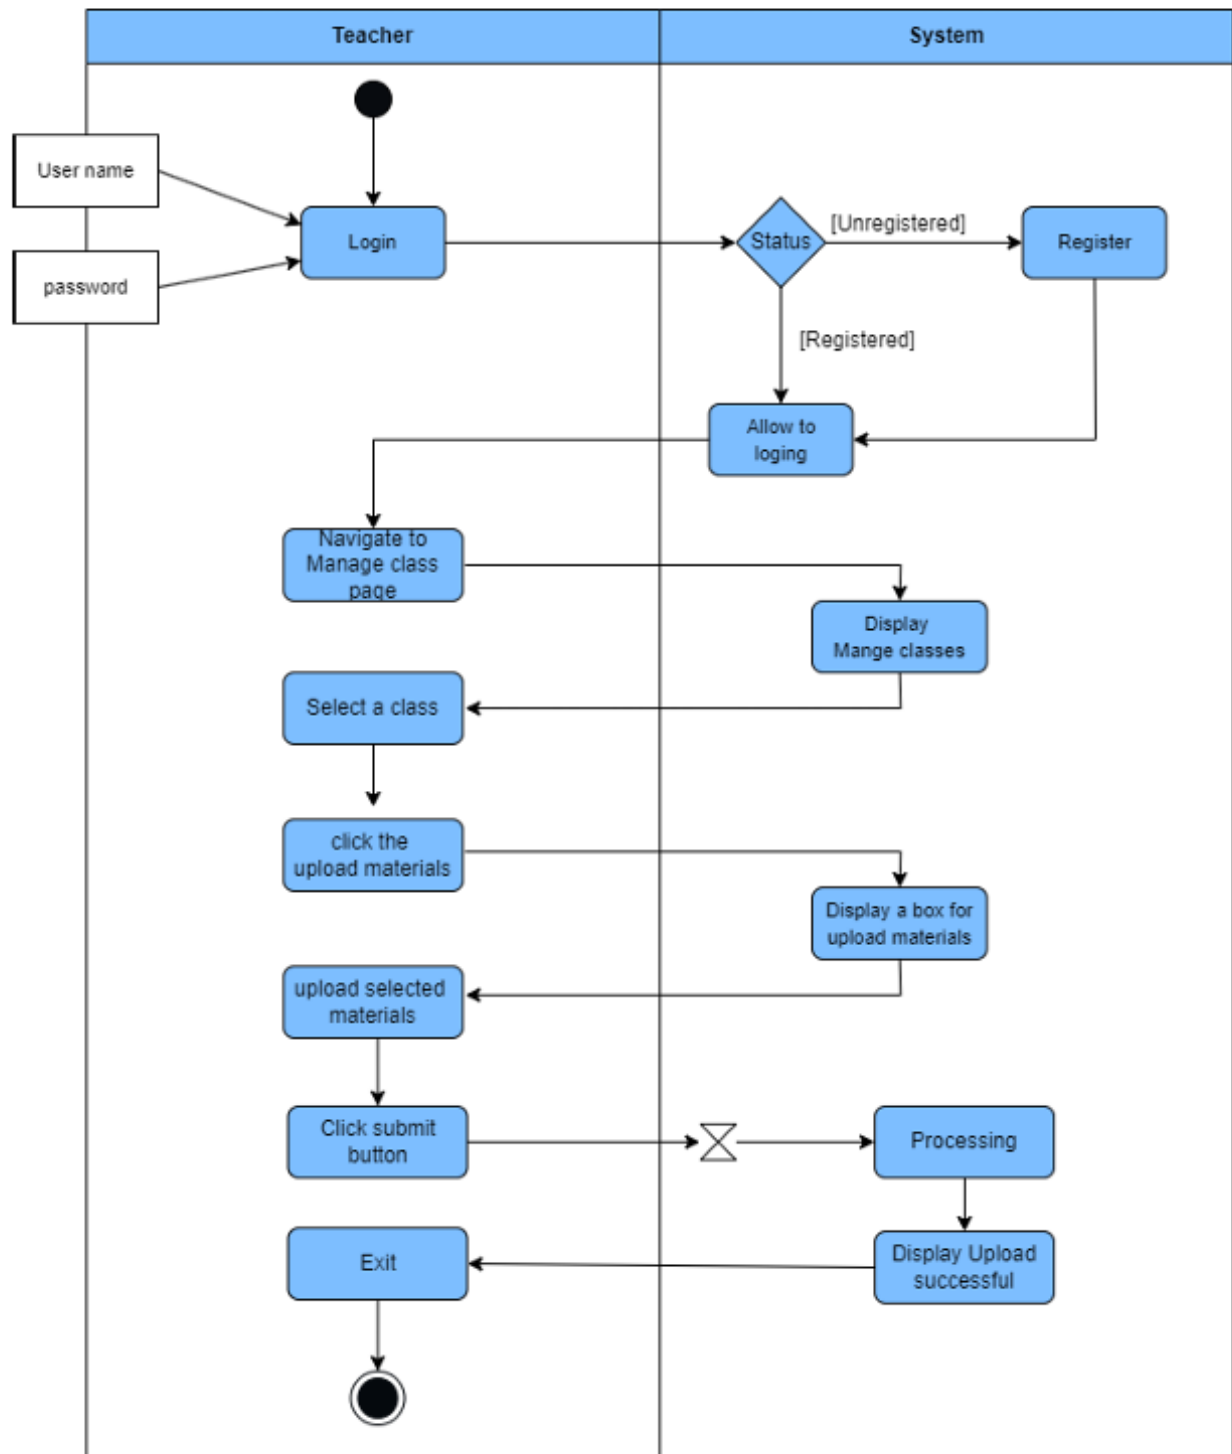 Teacher
System
User name
password
Login
Status
[Unregistered]
Register
[Registered]
Allow to
loging
Navigate to
Manage class
page
Display
Mange classes
Select a class
click the
upload materials
Display a box for
upload materials
upload selected
materials
Click submit
button
Processing
Exit
Display Upload
successful